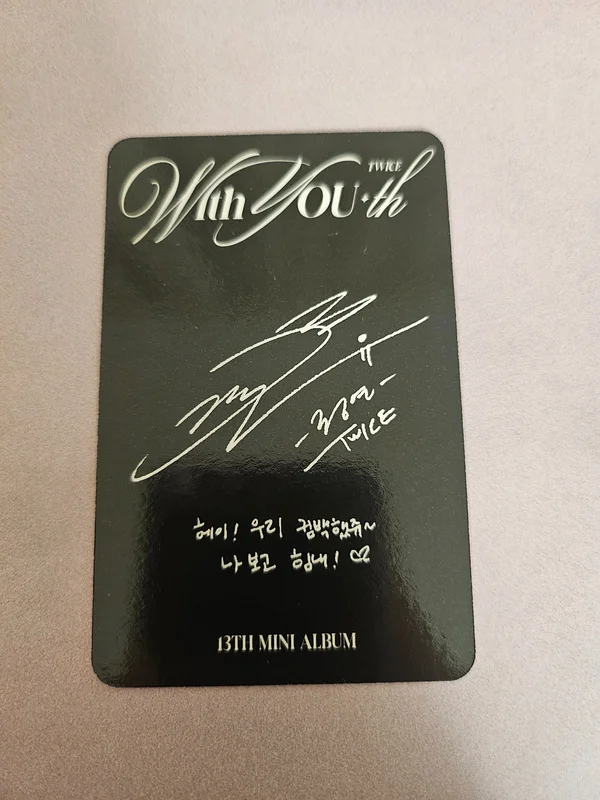 TWICE
With YOU-th
-정연-
TWICE
헤이! 우리 컴백했류~
나 보고 힘내! ♡
13TH MINI ALBUM